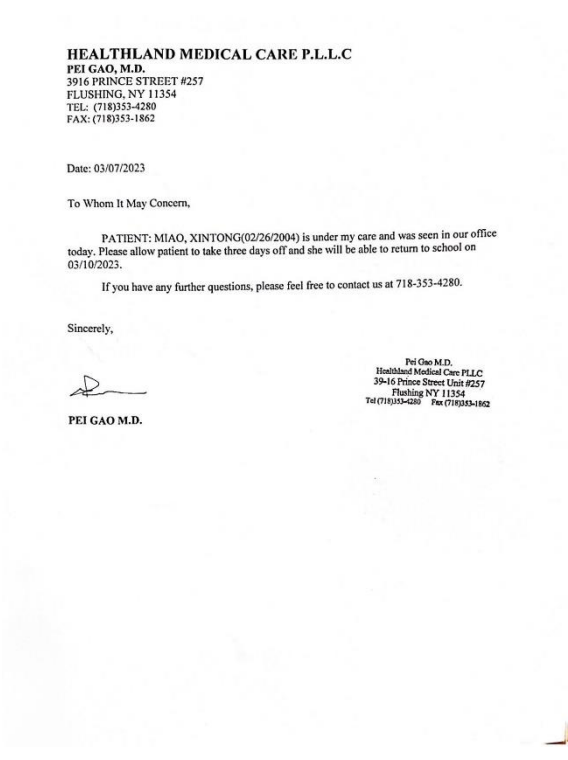 HEALTHLAND MEDICAL CARE P.L.L.C
PEI GAO, M.D.
3916 PRINCE STREET #257
FLUSHING, NY 11354
TEL: (718)353-4280
FAX: (718)353-1862
Date: 03/07/2023
To Whom It May Concern,
PATIENT: MIAO, XINTONG(02/26/2004) is under my care and was seen in our office
today. Please allow patient to take three days off and she will be able to return to school on
03/10/2023.
If you have any further questions, please feel free to contact us at 718-353-4280.
Sincerely,
PEI GAO M.D.
Pei Gao M.D.
Healthland Medical Care PLLC
39-16 Prince Street Unit #257
Flushing NY 11354
Tel (718)353-4280 Fax (718)353-1862